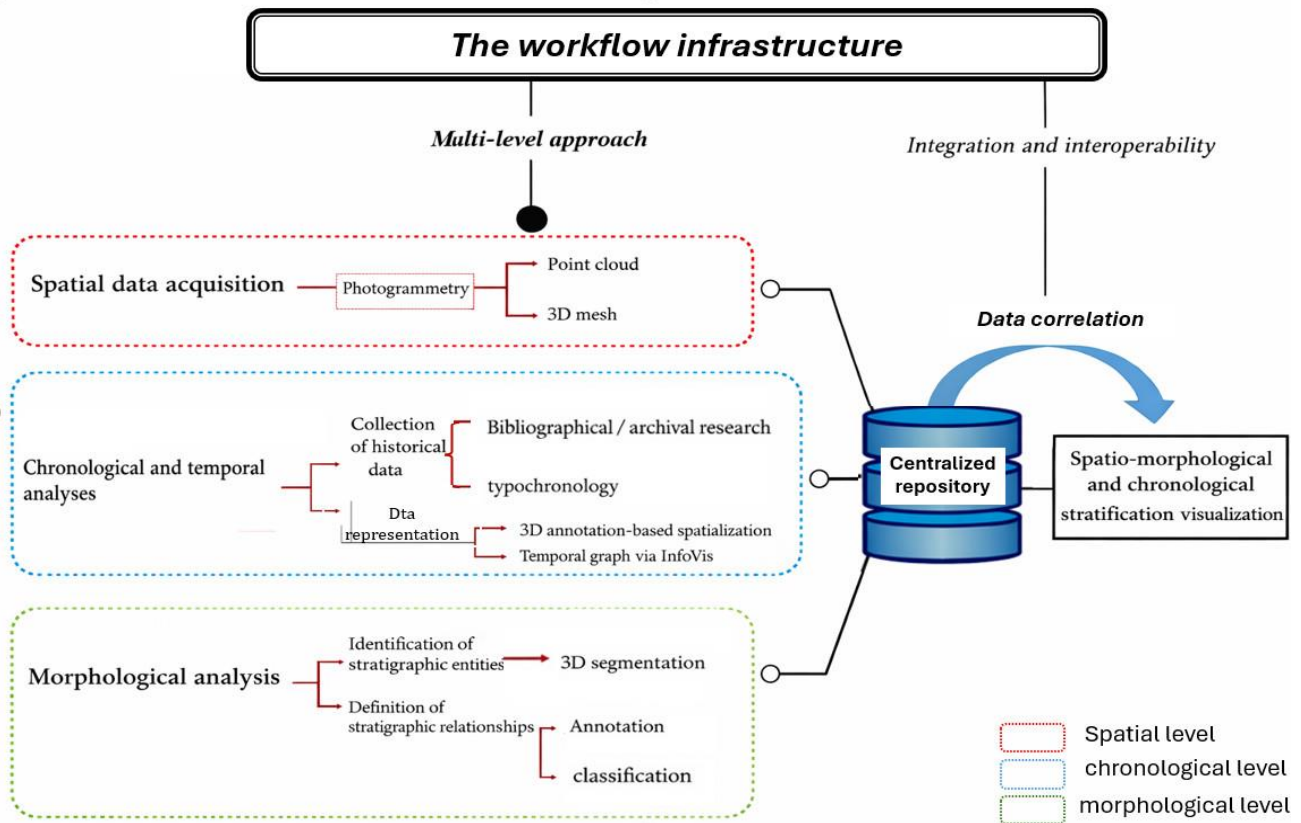 The workflow infrastructure
Multi-level approach
Integration and interoperability
Spatial data acquisition
Photogrammetry
Point cloud
3D mesh
Data correlation
Chronological and temporal
analyses
Collection
of historical
data
Bibliographical / archival research
typochronology
Dta
representation
3D annotation-based spatialization
Temporal graph via InfoVis
Centralized
repository
Spatio-morphological
and chronological
stratification visualization
Morphological analysis
Identification of
stratigraphic entities
3D segmentation
Definition of
stratigraphic relationships
Annotation
classification
Spatial level
chronological level
morphological level